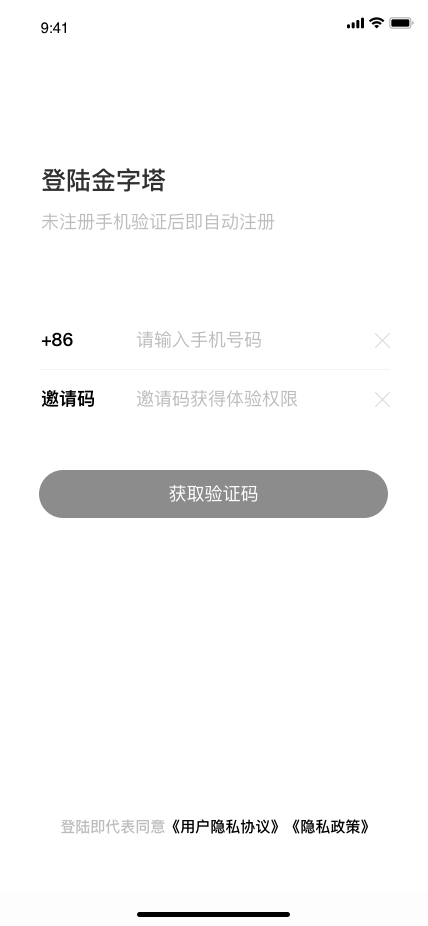 9:41
登陆金字塔
未注册手机验证后即自动注册
+86 请输入手机号码
邀请码 邀请码获得体验权限
获取验证码
登陆即代表同意《用户隐私协议》《隐私政策》